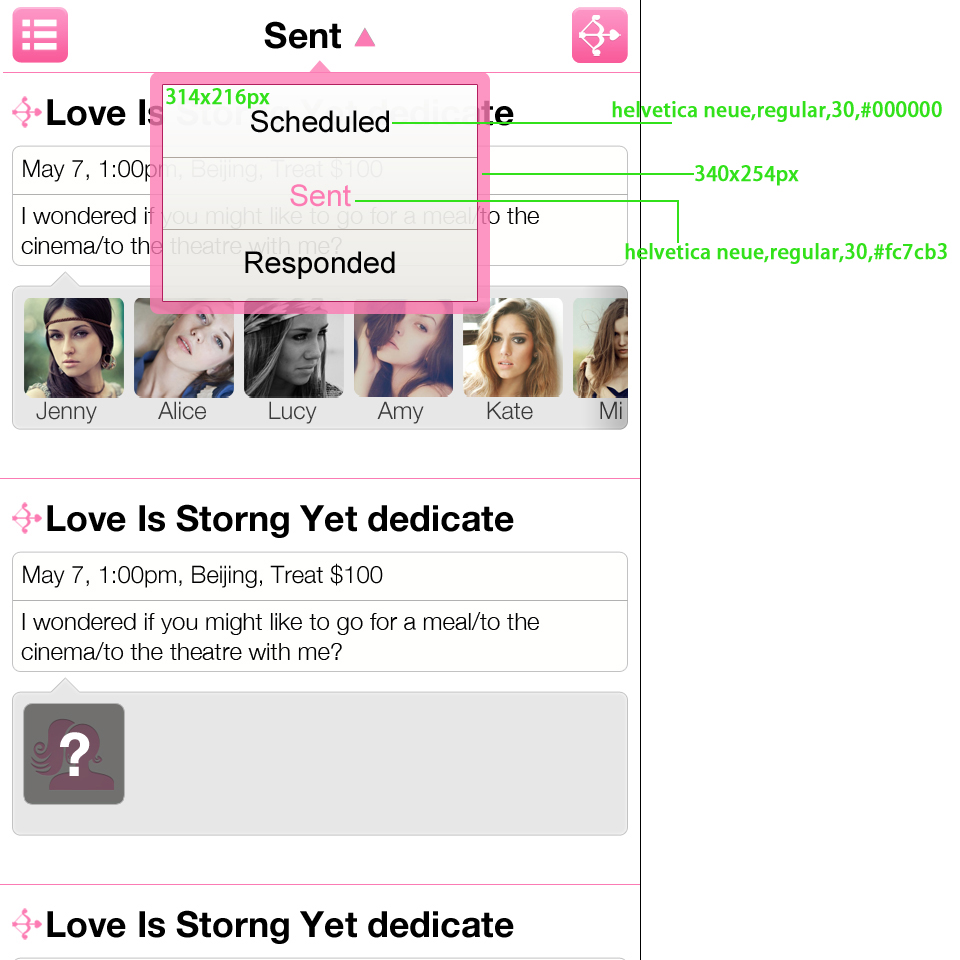 Sent
314x216px
Love Is Storng Yet dedicate
Scheduled
helvetica neue,regular,30,#000000
May 7, 1:00pm, Beijing, Treat $100
340x254px
Sent
I wondered if you might like to go for a meal/to the
cinema/to the theatre with me?
helvetica neue,regular,30,#fc7cb3
Responded
Jenny
Alice
Lucy
Amy
Kate
Mi
Love Is Storng Yet dedicate
May 7, 1:00pm, Beijing, Treat $100
I wondered if you might like to go for a meal/to the
cinema/to the theatre with me?
?
Love Is Storng Yet dedicate